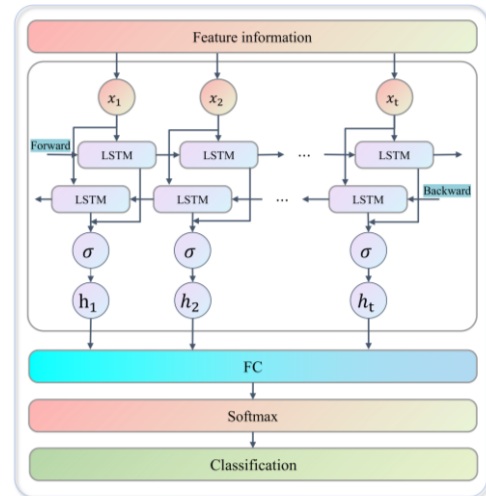 Feature information
x₁ x₂ xₜ
Forward
LSTM LSTM ... LSTM
LSTM LSTM ... LSTM
Backward
σ σ σ
h₁ h₂ hₜ
FC
Softmax
Classification